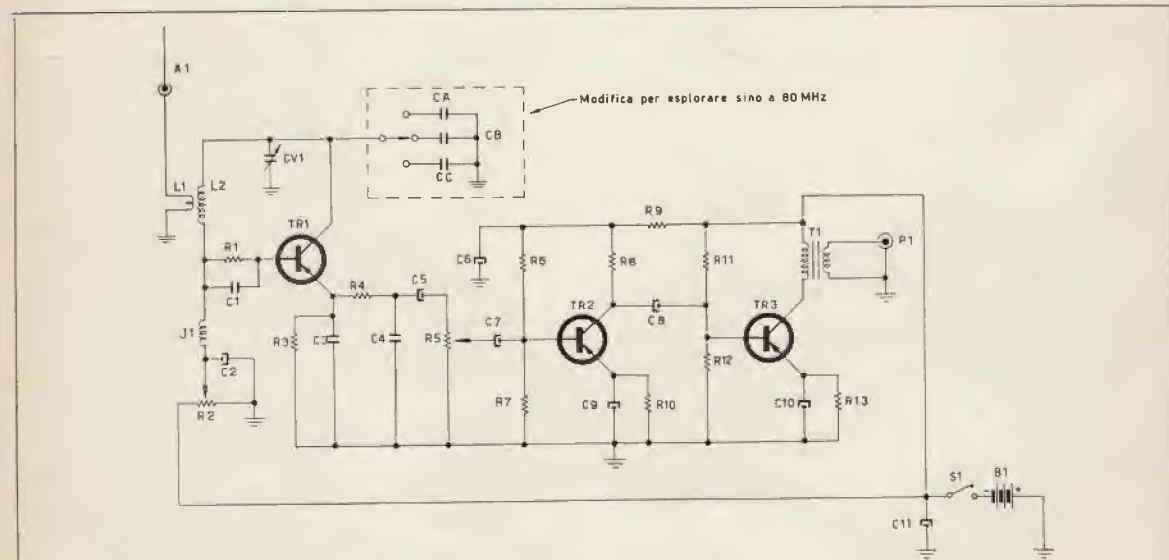 A1
CA
Modifica per esplorare sino a 80 MHz
CB
CV1
CC
L1 L2
TR1
R9
T1
P1
R1
C6
R6
R8
R11
C1
R4
C5
TR2
TR3
J1
C7
C8
R3
C3
C4
R5
C2
R12
R2
R7
C9
R10
C10
R13
S1
B1
- +
C11